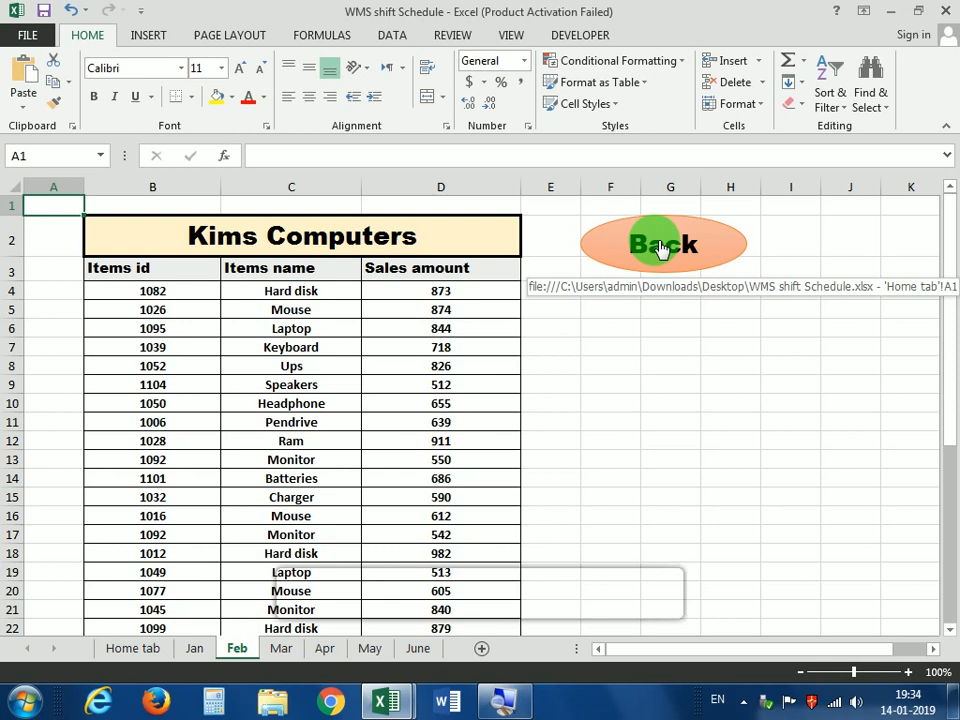 WMS shift Schedule - Excel (Product Activation Failed)
FILE HOME INSERT PAGE LAYOUT FORMULAS DATA REVIEW VIEW DEVELOPER Sign in
Paste
Calibri 11
B I U
General
$ % ,
Conditional Formatting
Format as Table
Cell Styles
Insert
Delete
Format
Sort & Filter
Find & Select
Clipboard Font Alignment Number Styles Cells Editing
A1
A B C D E F G H I J K
1
2 Kims Computers Back
3 Items id Items name Sales amount
file:///C:\Users\admin\Downloads\Desktop\WMS shift Schedule.xlsx - 'Home tab'!A1
4 1082 Hard disk 873
5 1026 Mouse 874
6 1095 Laptop 844
7 1039 Keyboard 718
8 1052 Ups 826
9 1104 Speakers 512
10 1050 Headphone 655
11 1006 Pendrive 639
12 1028 Ram 911
13 1092 Monitor 550
14 1101 Batteries 686
15 1032 Charger 590
16 1016 Mouse 612
17 1092 Monitor 542
18 1012 Hard disk 982
19 1049 Laptop 513
20 1077 Mouse 605
21 1045 Monitor 840
22 1099 Hard disk 879
Home tab Jan Feb Mar Apr May June
100%
EN
19:34
14-01-2019